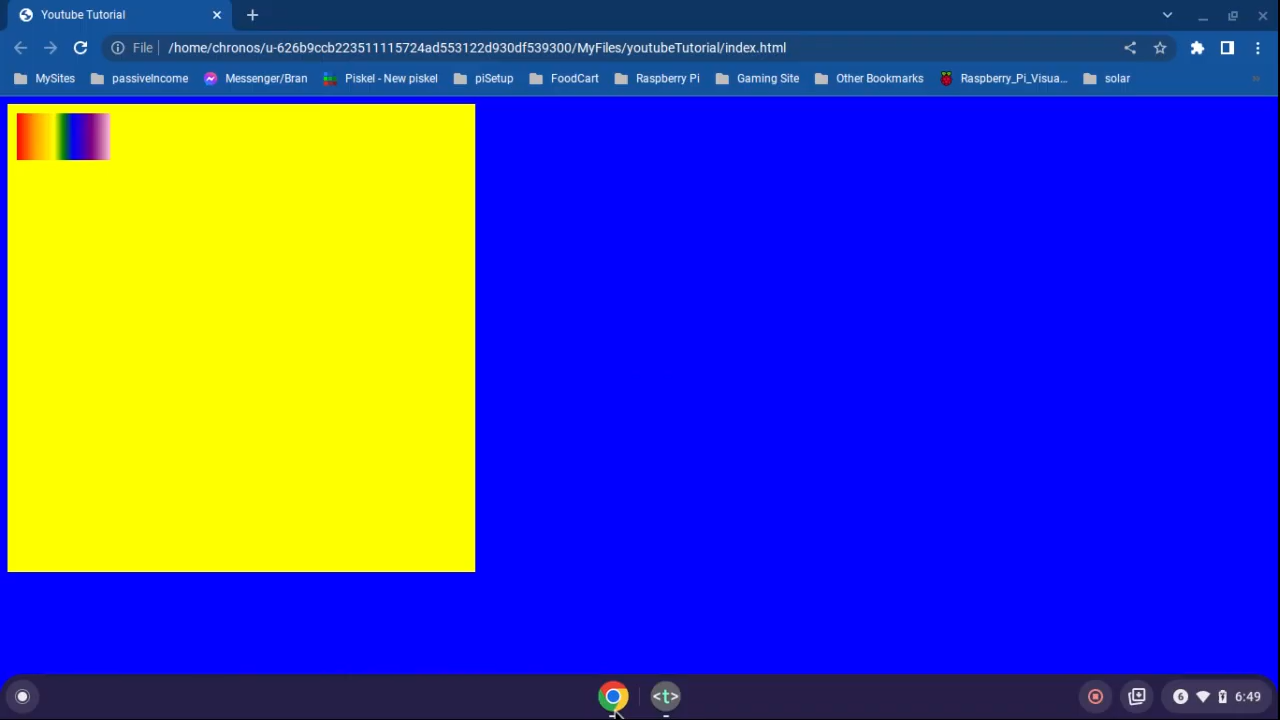 Youtube Tutorial
File /home/chronos/u-626b9ccb223511115724ad553122d930df539300/MyFiles/youtubeTutorial/index.html
MySites passiveIncome Messenger/Bran Piskel - New piskel piSetup FoodCart Raspberry Pi Gaming Site Other Bookmarks Raspberry_Pi_Visua... solar
<t> 6 6:49